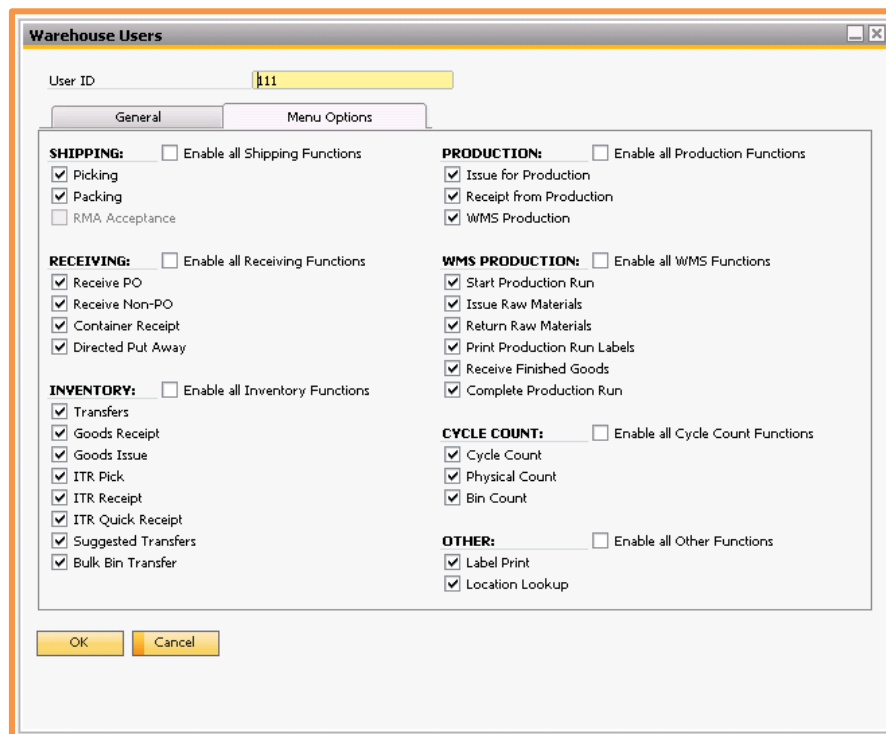 Warehouse Users
User ID
111
General
Menu Options
SHIPPING:
Enable all Shipping Functions
Picking
Packing
RMA Acceptance
RECEIVING:
Enable all Receiving Functions
Receive PO
Receive Non-PO
Container Receipt
Directed Put Away
INVENTORY:
Enable all Inventory Functions
Transfers
Goods Receipt
Goods Issue
ITR Pick
ITR Receipt
ITR Quick Receipt
Suggested Transfers
Bulk Bin Transfer
PRODUCTION:
Enable all Production Functions
Issue for Production
Receipt from Production
WMS Production
WMS PRODUCTION:
Enable all WMS Functions
Start Production Run
Issue Raw Materials
Return Raw Materials
Print Production Run Labels
Receive Finished Goods
Complete Production Run
CYCLE COUNT:
Enable all Cycle Count Functions
Cycle Count
Physical Count
Bin Count
OTHER:
Enable all Other Functions
Label Print
Location Lookup
OK
Cancel